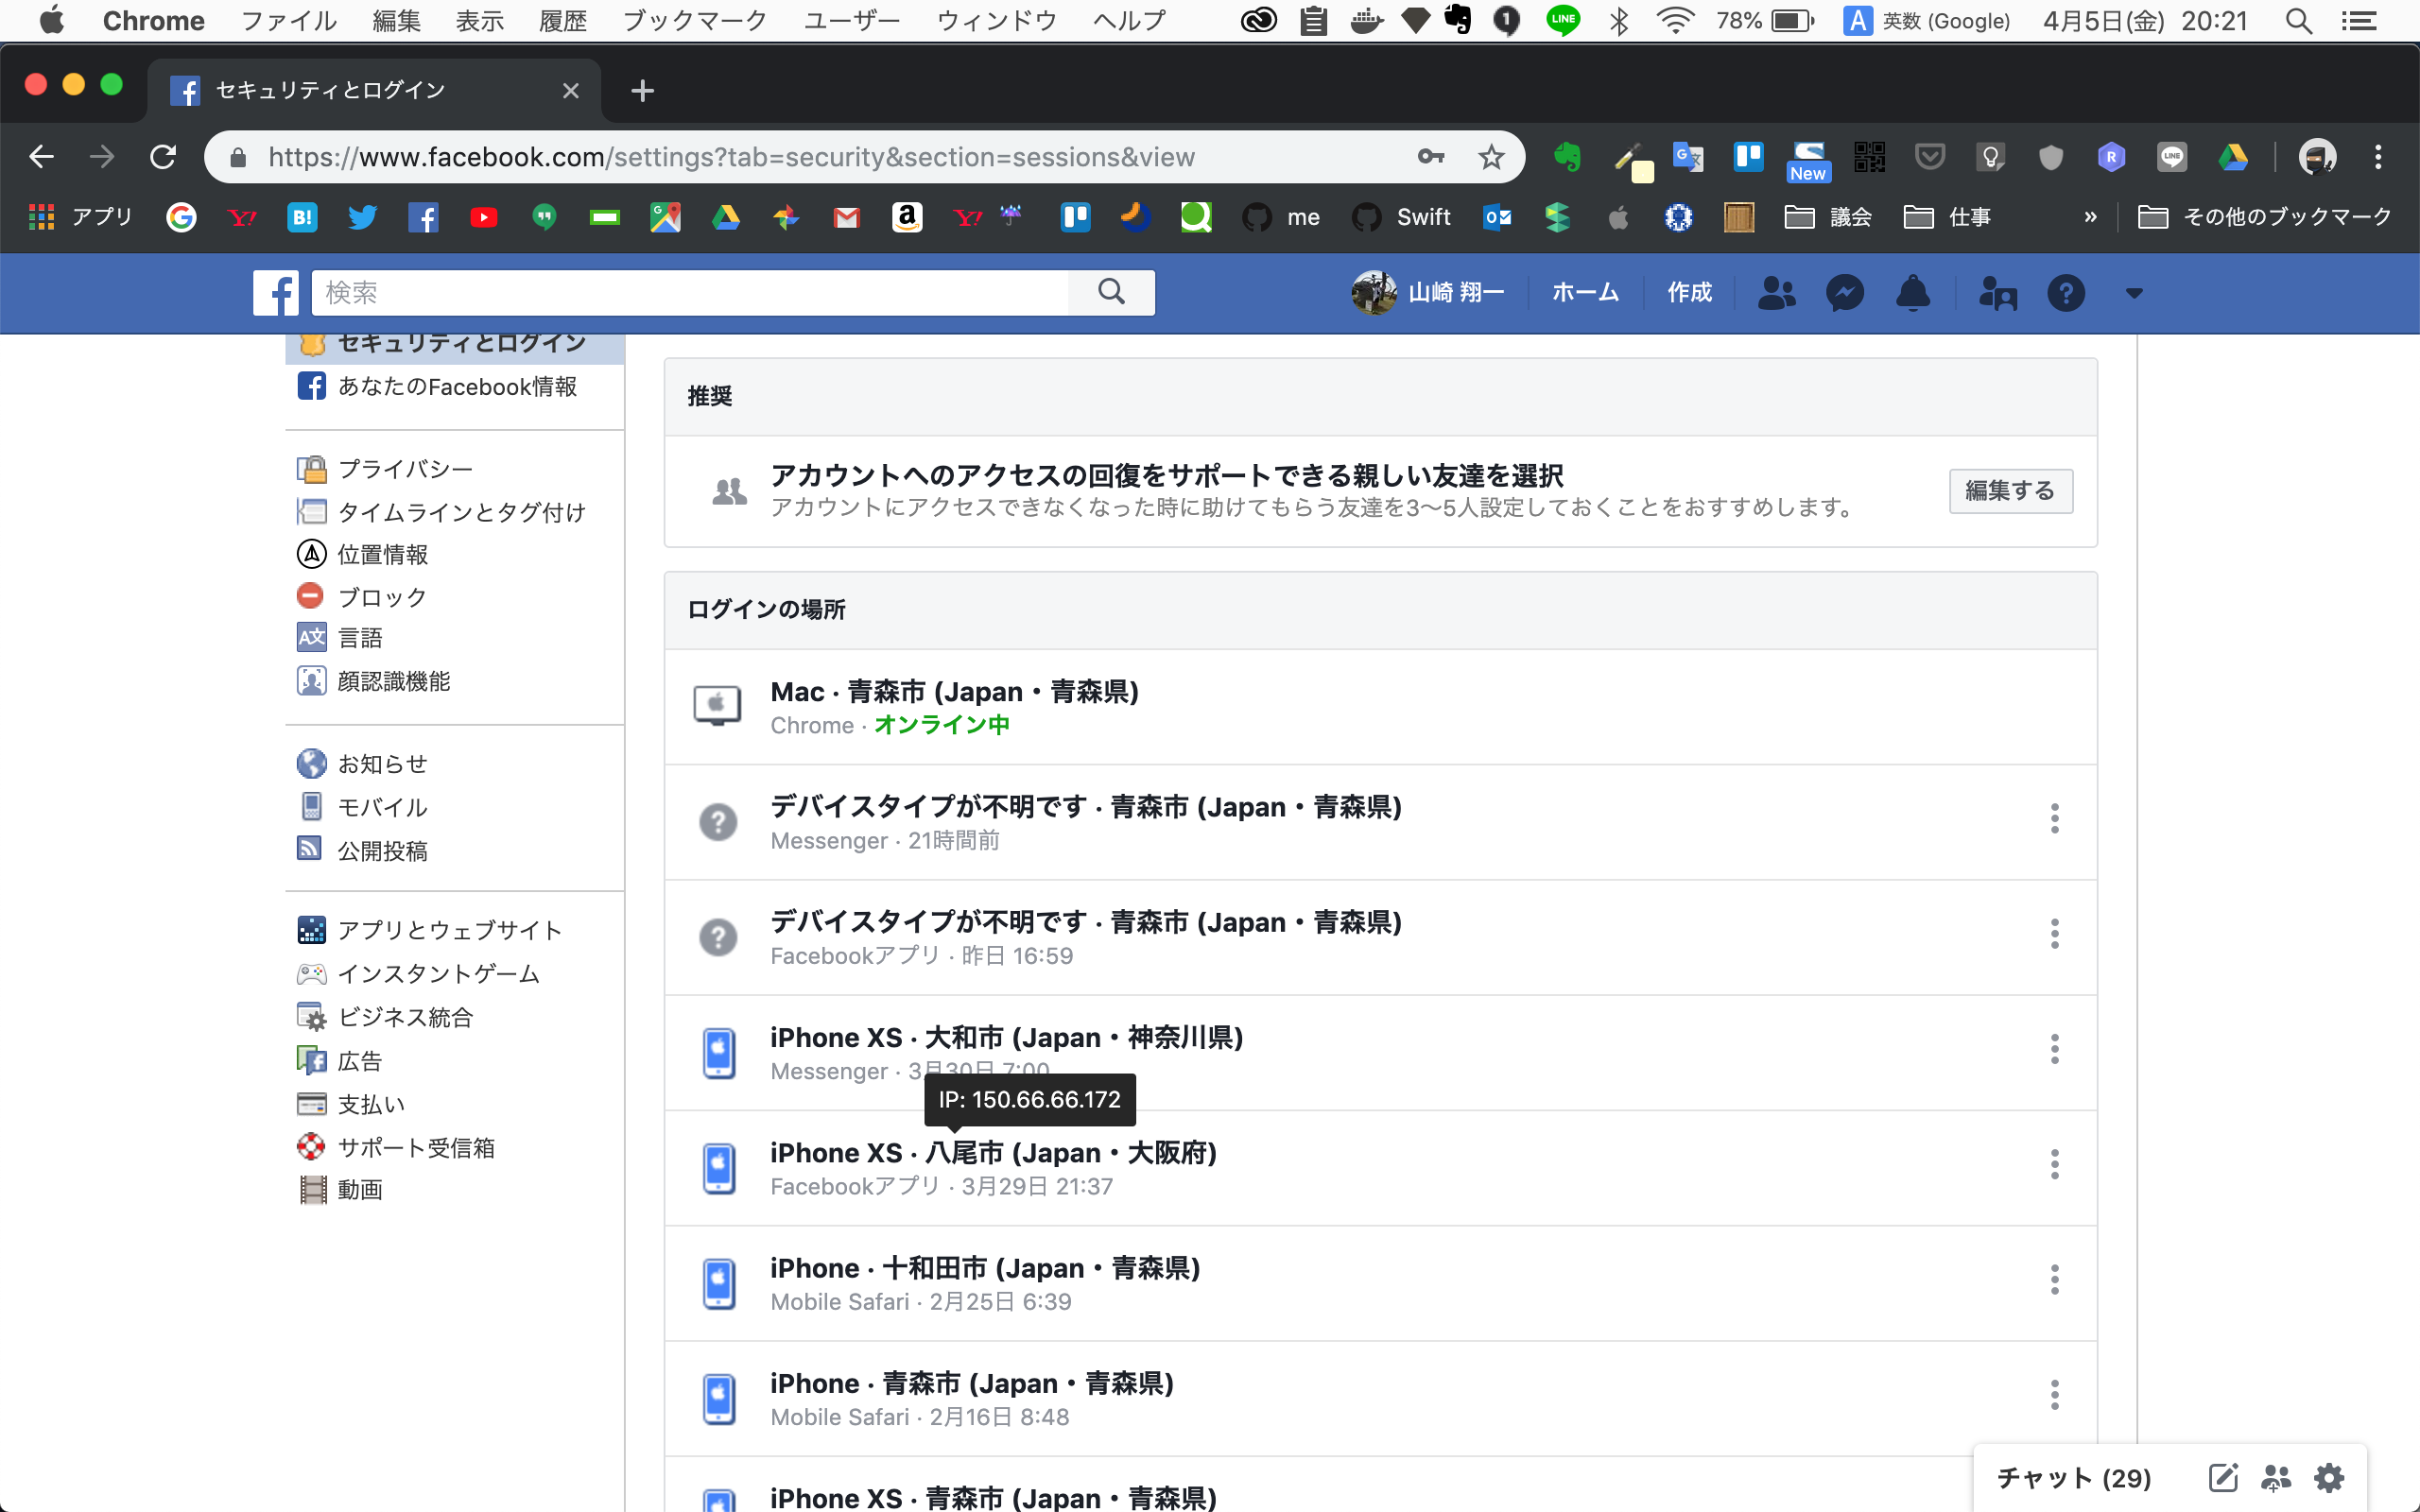 Chrome ファイル 編集 表示 履歴 ブックマーク ユーザー ウィンドウ ヘルプ LINE 78% A 英数 (Google) 4月5日(金) 20:21
セキュリティとログイン
https://www.facebook.com/settings?tab=security&section=sessions&view
New
アプリ me Swift 議会 仕事 » その他のブックマーク
検索 山崎 翔一 ホーム 作成
セキュリティとログイン
あなたのFacebook情報
プライバシー
タイムラインとタグ付け
位置情報
ブロック
言語
顔認識機能
お知らせ
モバイル
公開投稿
アプリとウェブサイト
インスタントゲーム
ビジネス統合
広告
支払い
サポート受信箱
動画
推奨
アカウントへのアクセスの回復をサポートできる親しい友達を選択
アカウントにアクセスできなくなった時に助けてもらう友達を3〜5人設定しておくことをおすすめします。
編集する
ログインの場所
Mac · 青森市 (Japan・青森県)
Chrome · オンライン中
デバイスタイプが不明です · 青森市 (Japan・青森県)
Messenger · 21時間前
デバイスタイプが不明です · 青森市 (Japan・青森県)
Facebookアプリ · 昨日 16:59
iPhone XS · 大和市 (Japan・神奈川県)
Messenger · 3月30日 7:00
IP: 150.66.66.172
iPhone XS · 八尾市 (Japan・大阪府)
Facebookアプリ · 3月29日 21:37
iPhone · 十和田市 (Japan・青森県)
Mobile Safari · 2月25日 6:39
iPhone · 青森市 (Japan・青森県)
Mobile Safari · 2月16日 8:48
iPhone XS · 青森市 (Japan・青森県)
チャット (29)